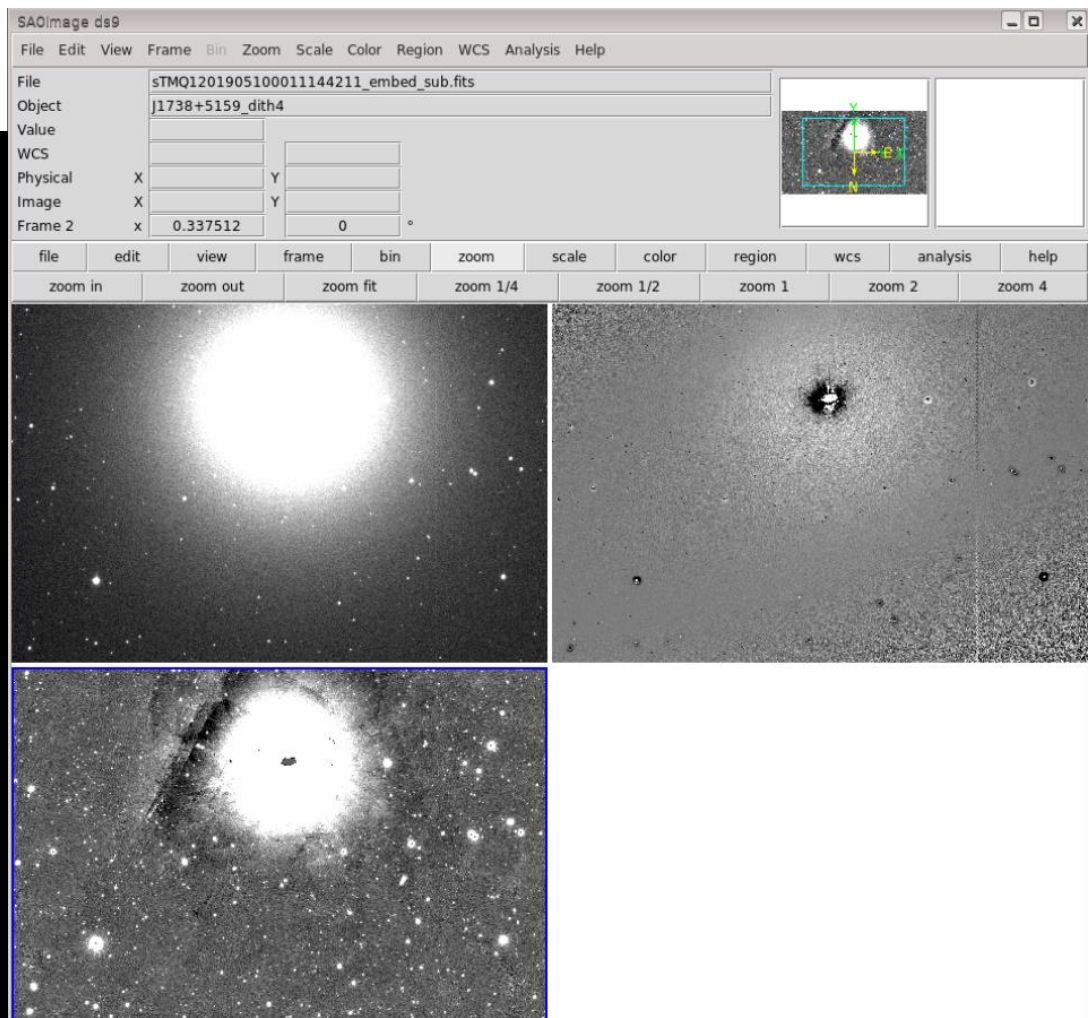 SAOImage ds9
File Edit View Frame Bin Zoom Scale Color Region WCS Analysis Help
File sTMQ1201905100011144211_embed_sub.fits
Object J1738+5159_dith4
Value
WCS
Physical X Y
Image X Y
Frame 2 x 0.337512 0 °
file edit view frame bin zoom scale color region wcs analysis help
zoom in zoom out zoom fit zoom 1/4 zoom 1/2 zoom 1 zoom 2 zoom 4
Y
E X
N